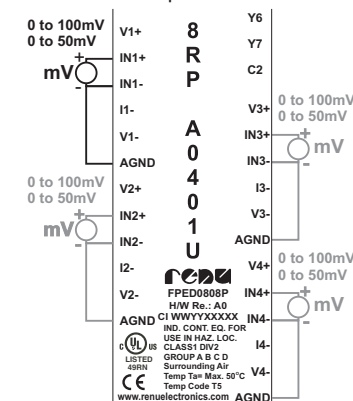 0 to 100mV
0 to 50mV
+
mV
-
V1+
IN1+
IN1-
I1-
V1-
AGND
0 to 100mV
0 to 50mV
+
mV
-
V2+
IN2+
IN2-
I2-
V2-
AGND
8
R
P
A
0
4
0
1
U
renu
FPED0808P
H/W Re.: A0
CI WWYYXXXXX
IND. CONT. EQ. FOR
USE IN HAZ. LOC.
CLASS1 DIV2
GROUP A B C D
Surrounding Air
Temp Ta= Max. 50°C
Temp Code T5
c UL us
LISTED
49RN
CE
www.renuelectronics.com
Y6
Y7
C2
V3+
IN3+
IN3-
I3-
V3-
AGND
0 to 100mV
0 to 50mV
+
mV
-
V4+
IN4+
IN4-
I4-
V4-
AGND
0 to 100mV
0 to 50mV
+
mV
-